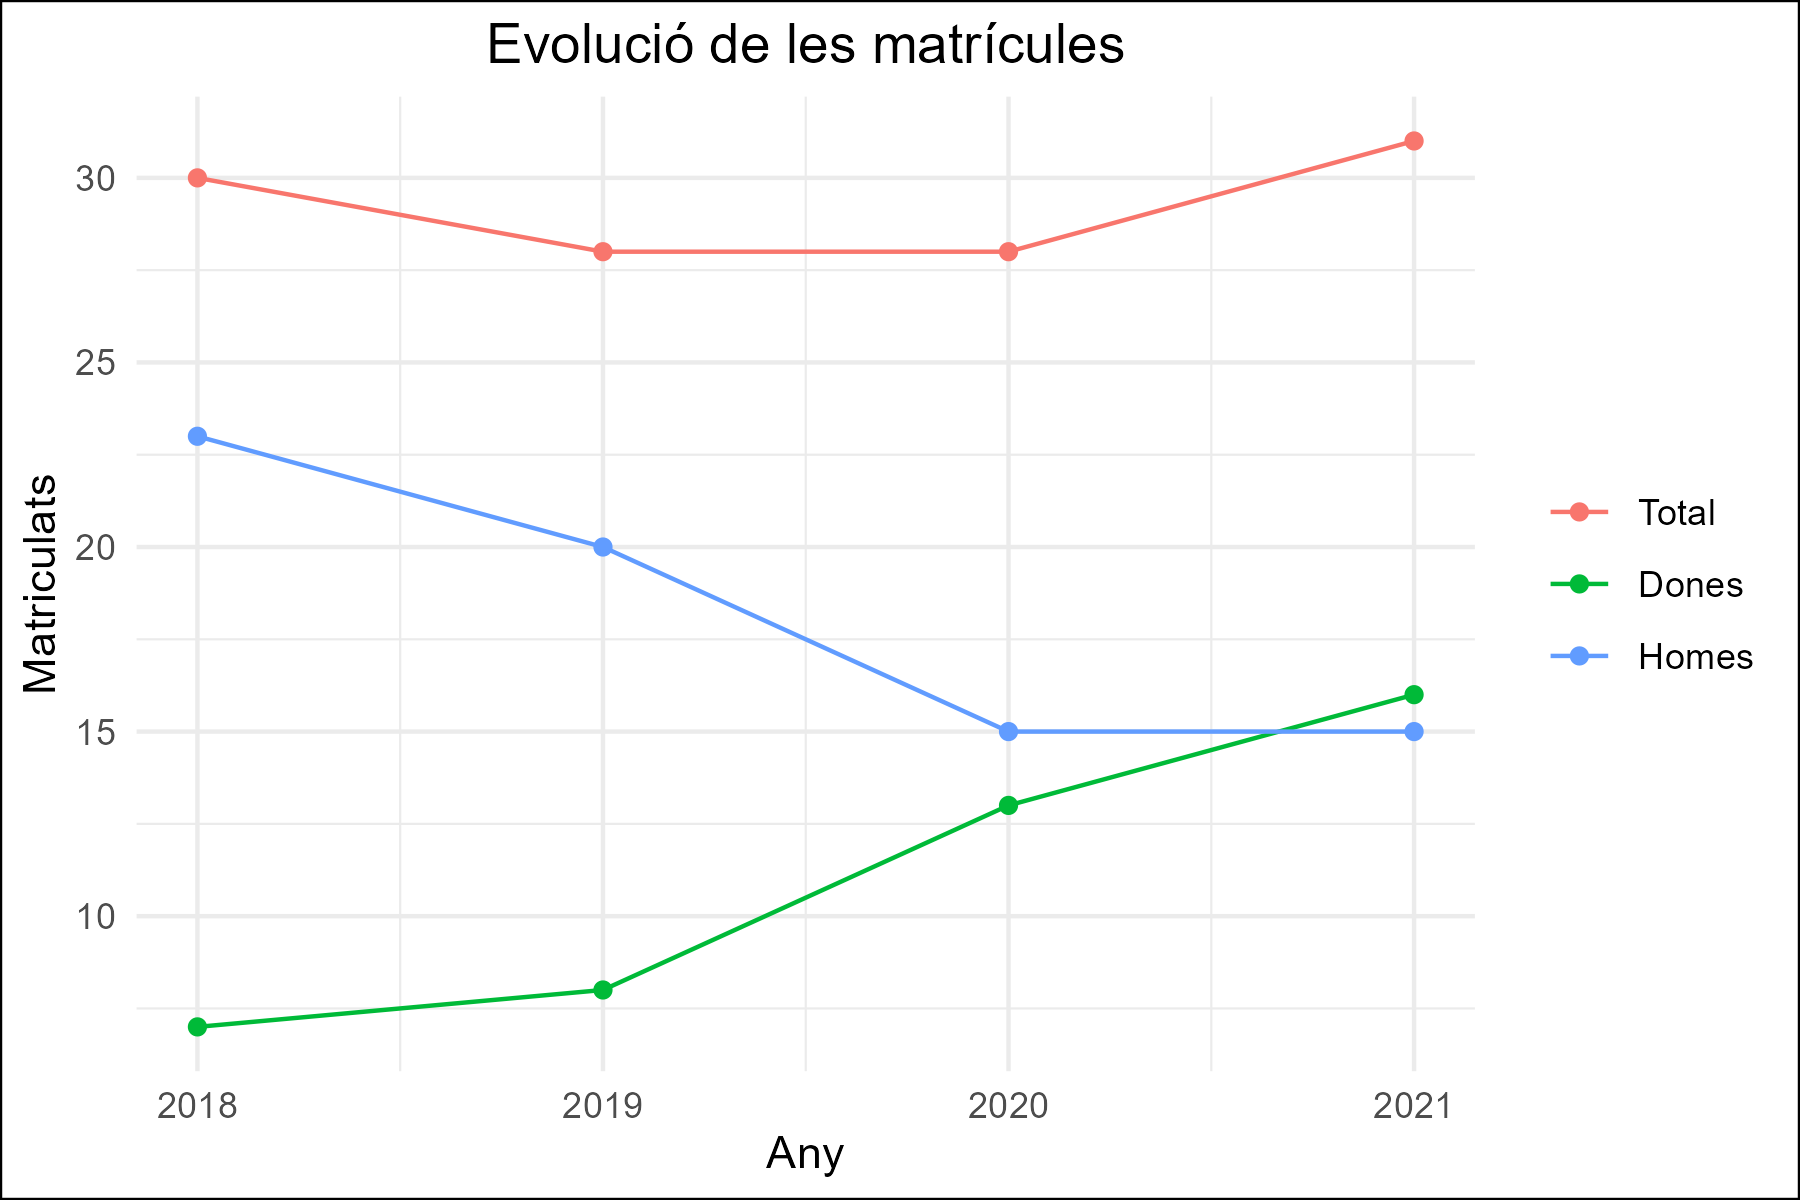 Evolució de les matrícules
30
25
20
15
10
Matriculats
2018 2019 2020 2021
Any
Total
Dones
Homes